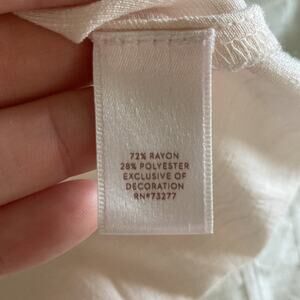 72% RAYON
28% POLYESTER
EXCLUSIVE OF
DECORATION
RN#73277